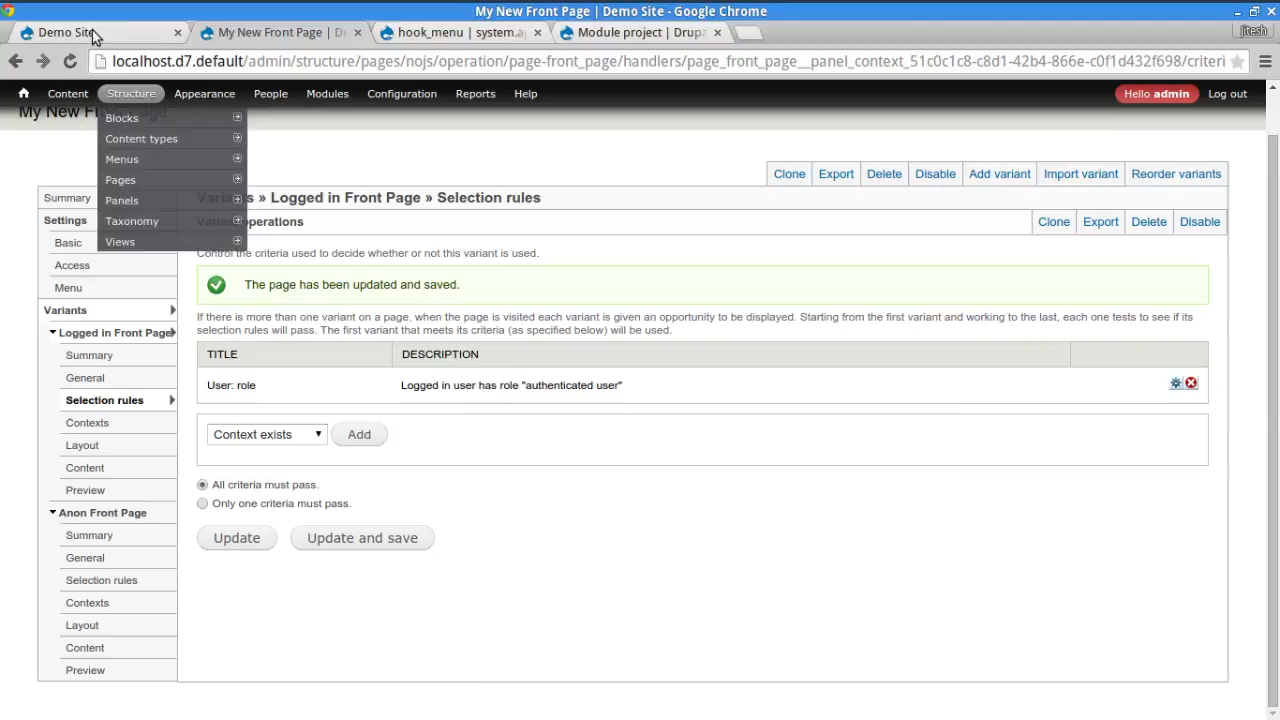 My New Front Page | Demo Site - Google Chrome
Demo Site
My New Front Page | D
hook_menu | system.a
Module project | Drupa
jitesh
localhost.d7.default/admin/structure/pages/nojs/operation/page-front_page/handlers/page_front_page__panel_context_51c0c1c8-c8d1-42b4-866e-c0f1d432f698/criteri
Content Structure Appearance People Modules Configuration Reports Help Hello admin Log out
My New Fr
Blocks
Content types
Menus
Pages
Panels
Taxonomy
Views
Clone Export Delete Disable Add variant Import variant Reorder variants
Summary
Settings
Basic
Access
Menu
Variants
Logged in Front Page
Summary
General
Selection rules
Contexts
Layout
Content
Preview
Anon Front Page
Summary
General
Selection rules
Contexts
Layout
Content
Preview
Variants » Logged in Front Page » Selection rules
Variant operations
Clone Export Delete Disable
Control the criteria used to decide whether or not this variant is used.
The page has been updated and saved.
If there is more than one variant on a page, when the page is visited each variant is given an opportunity to be displayed. Starting from the first variant and working to the last, each one tests to see if its
selection rules will pass. The first variant that meets its criteria (as specified below) will be used.
TITLE DESCRIPTION
User: role Logged in user has role "authenticated user"
Context exists Add
All criteria must pass.
Only one criteria must pass.
Update Update and save